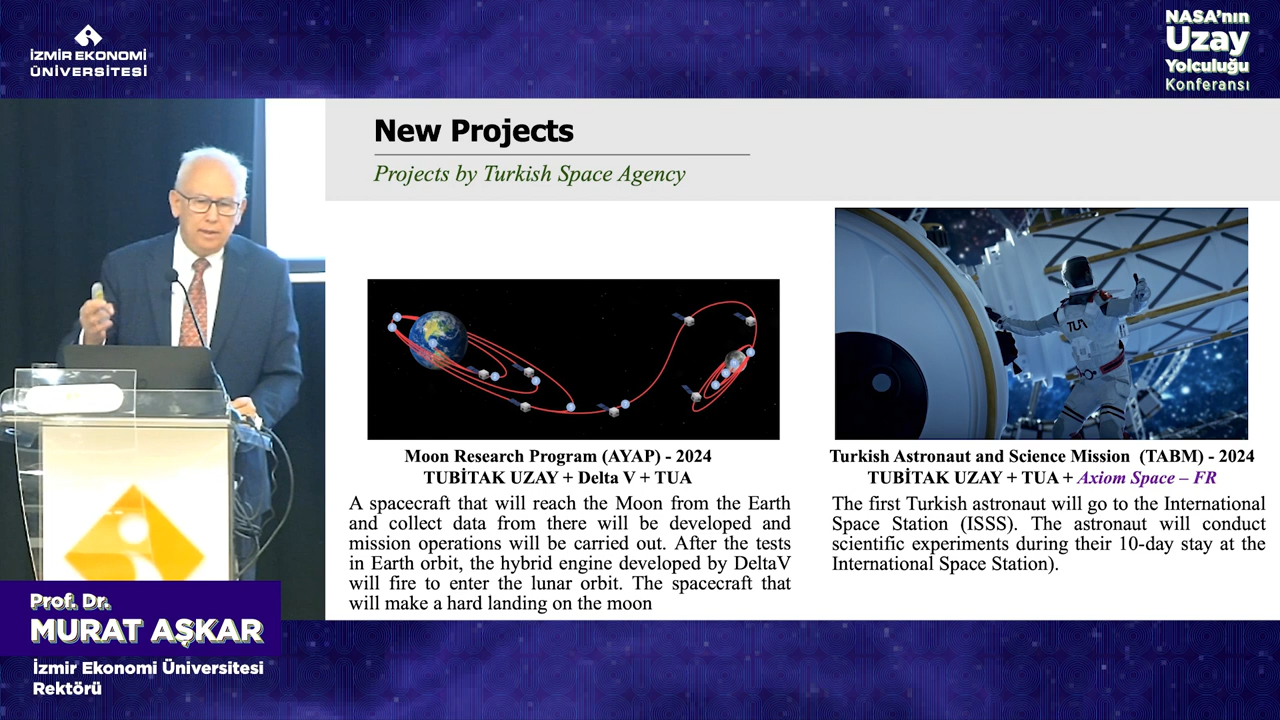 İZMİR EKONOMİ
ÜNİVERSİTESİ
NASA'nın
Uzay
Yolculuğu
Konferansı
New Projects
Projects by Turkish Space Agency
TUA
Moon Research Program (AYAP) - 2024
TUBİTAK UZAY + Delta V + TUA
A spacecraft that will reach the Moon from the Earth
and collect data from there will be developed and
mission operations will be carried out. After the tests
in Earth orbit, the hybrid engine developed by DeltaV
will fire to enter the lunar orbit. The spacecraft that
will make a hard landing on the moon
Turkish Astronaut and Science Mission (TABM) - 2024
TUBİTAK UZAY + TUA + Axiom Space – FR
The first Turkish astronaut will go to the International
Space Station (ISSS). The astronaut will conduct
scientific experiments during their 10-day stay at the
International Space Station).
Prof. Dr.
MURAT AŞKAR
İzmir Ekonomi Üniversitesi
Rektörü